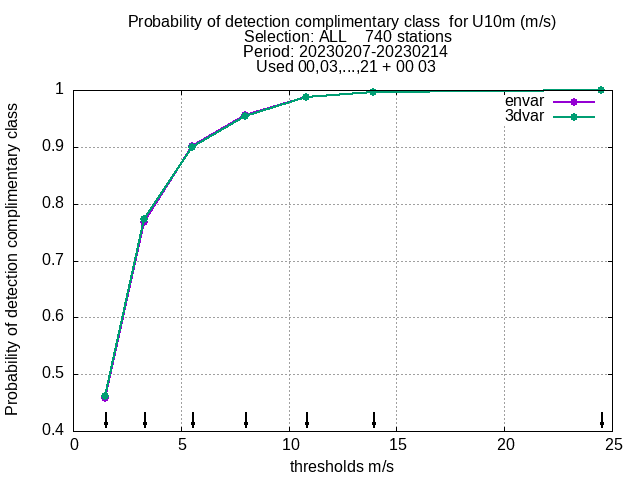 Probability of detection complimentary class  for U10m (m/s)
Selection: ALL    740 stations
Period: 20230207-20230214
Used 00,03,...,21 + 00 03
envar
3dvar
Probability of detection complimentary class
1
0.9
0.8
0.7
0.6
0.5
0.4
0 5 10 15 20 25
thresholds m/s